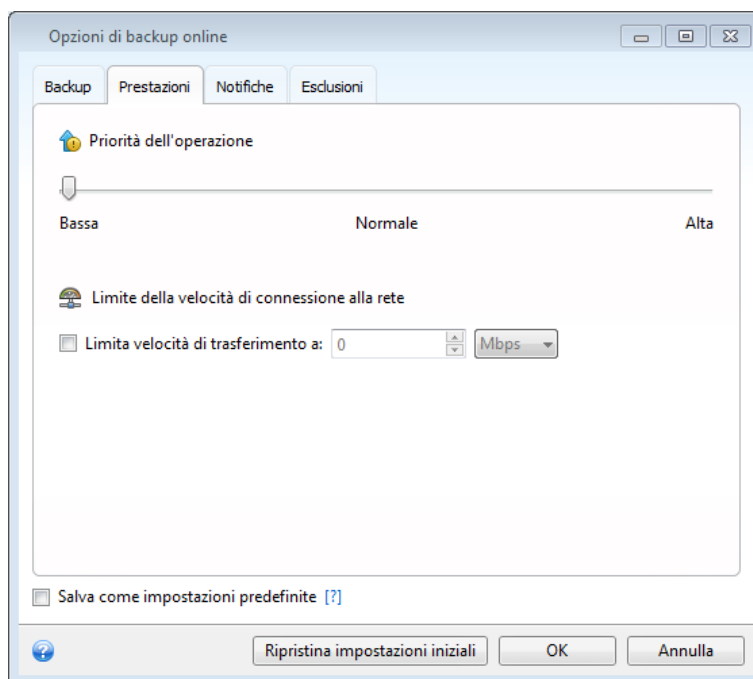 Opzioni di backup online
Backup Prestazioni Notifiche Esclusioni
Priorità dell'operazione
Bassa Normale Alta
Limite della velocità di connessione alla rete
Limita velocità di trasferimento a: 0 Mbps
Salva come impostazioni predefinite [?]
Ripristina impostazioni iniziali OK Annulla